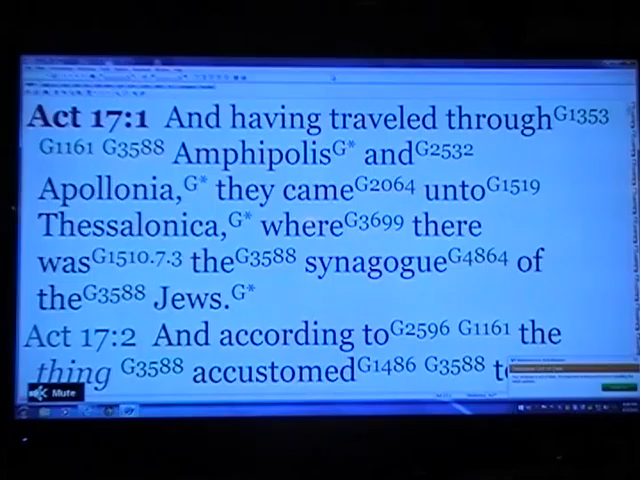 Act 17:1 And having traveled throughG1353
G1161 G3588 AmphipolisG* andG2532
Apollonia,G* they cameG2064 untoG1519
Thessalonica,G* whereG3699 there
wasG1510.7.3 theG3588 synagogueG4864 of
theG3588 Jews.G*
Act 17:2 And according toG2596 G1161 the
thing G3588 accustomedG1486 G3588
Mute